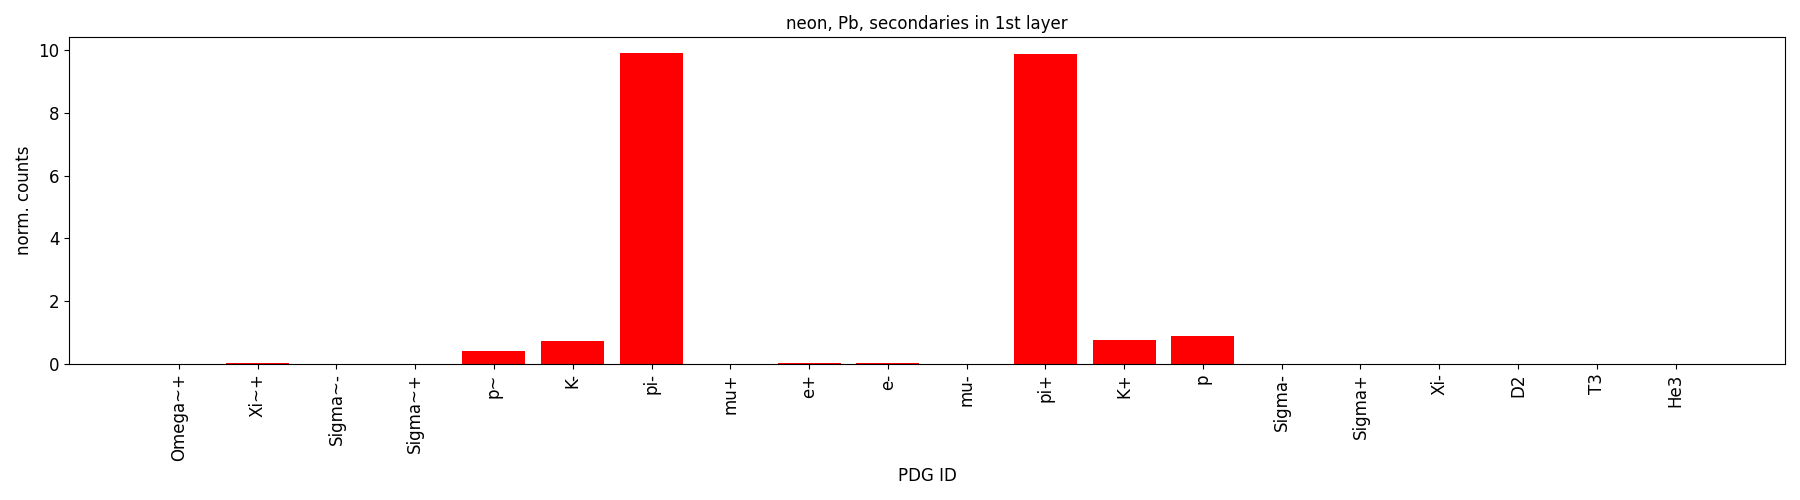 neon, Pb, secondaries in 1st layer
norm. counts
10
8
6
4
2
0
Omega~+
Xi~+
Sigma~-
Sigma~+
p~
K-
pi-
mu+
e+
e-
mu-
pi+
K+
p
Sigma-
Sigma+
Xi-
D2
T3
He3
PDG ID